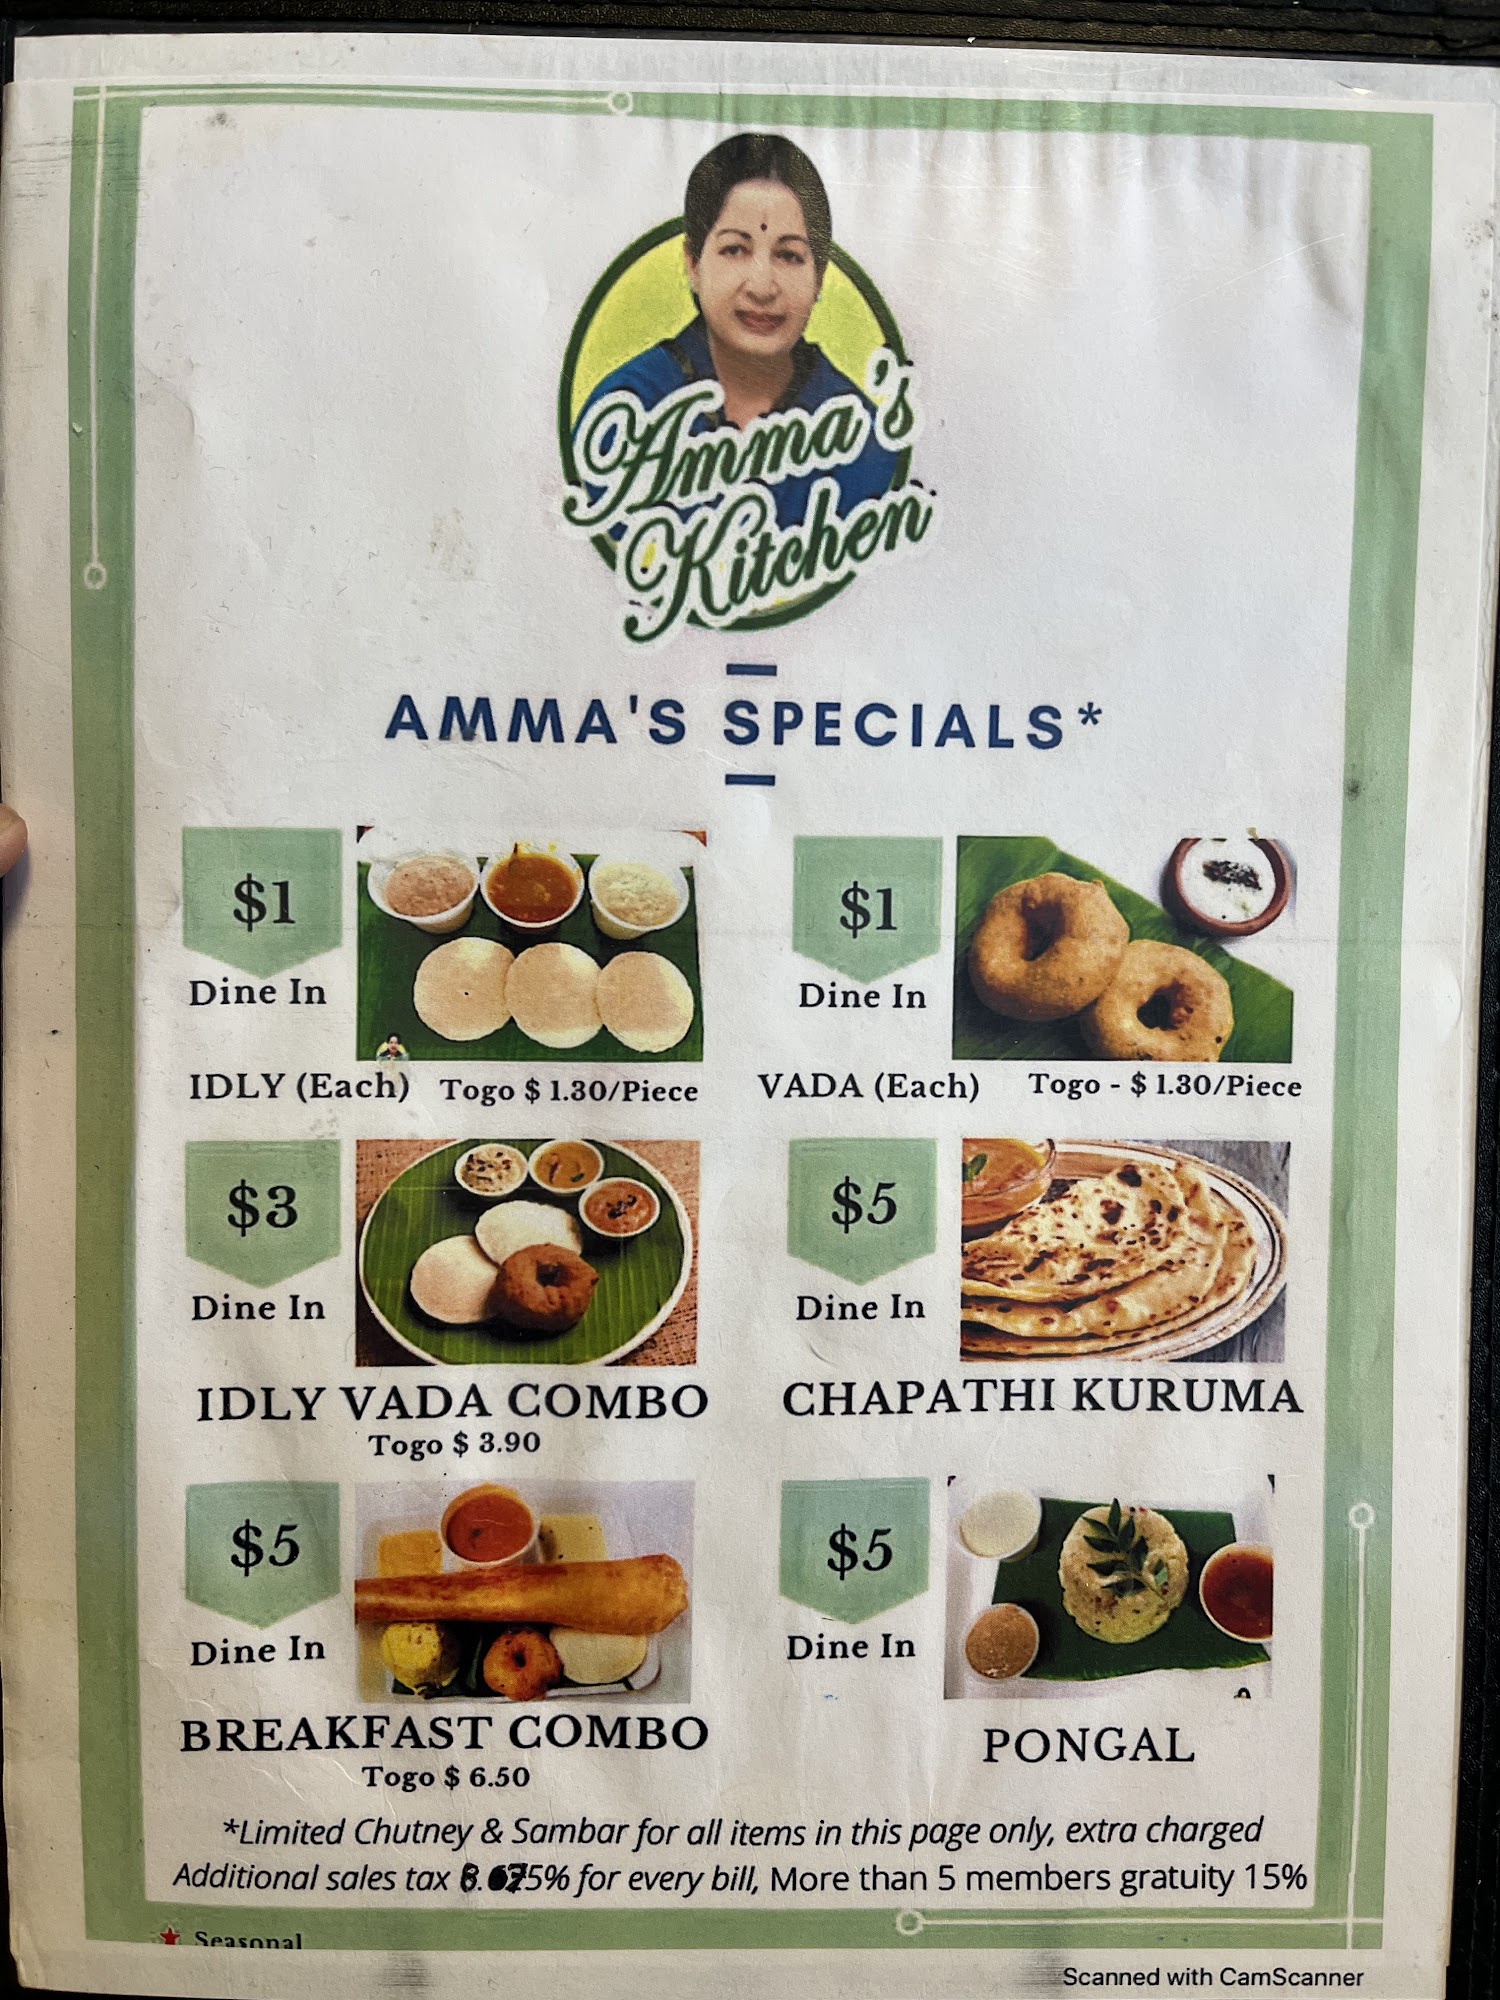 Amma's
Kitchen
AMMA'S SPECIALS*
$1
Dine In
IDLY (Each) Togo $ 1.30/Piece
$1
Dine In
VADA (Each) Togo - $ 1.30/Piece
$3
Dine In
IDLY VADA COMBO
Togo $ 3.90
$5
Dine In
CHAPATHI KURUMA
$5
Dine In
BREAKFAST COMBO
Togo $ 6.50
$5
Dine In
PONGAL
*Limited Chutney & Sambar for all items in this page only, extra charged
Additional sales tax for every bill, More than 5 members gratuity 15%
Seasonal
Scanned with CamScanner